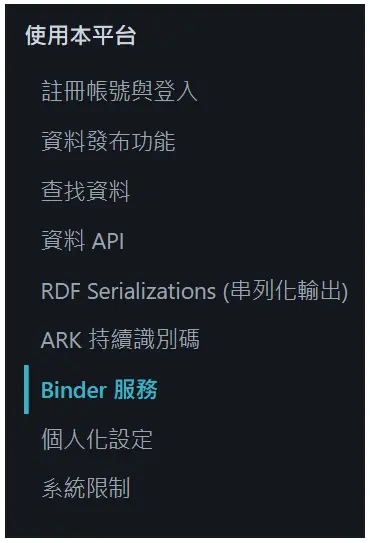 使用本平台
註冊帳號與登入
資料發布功能
查找資料
資料 API
RDF Serializations (串列化輸出)
ARK 持續識別碼
Binder 服務
個人化設定
系統限制